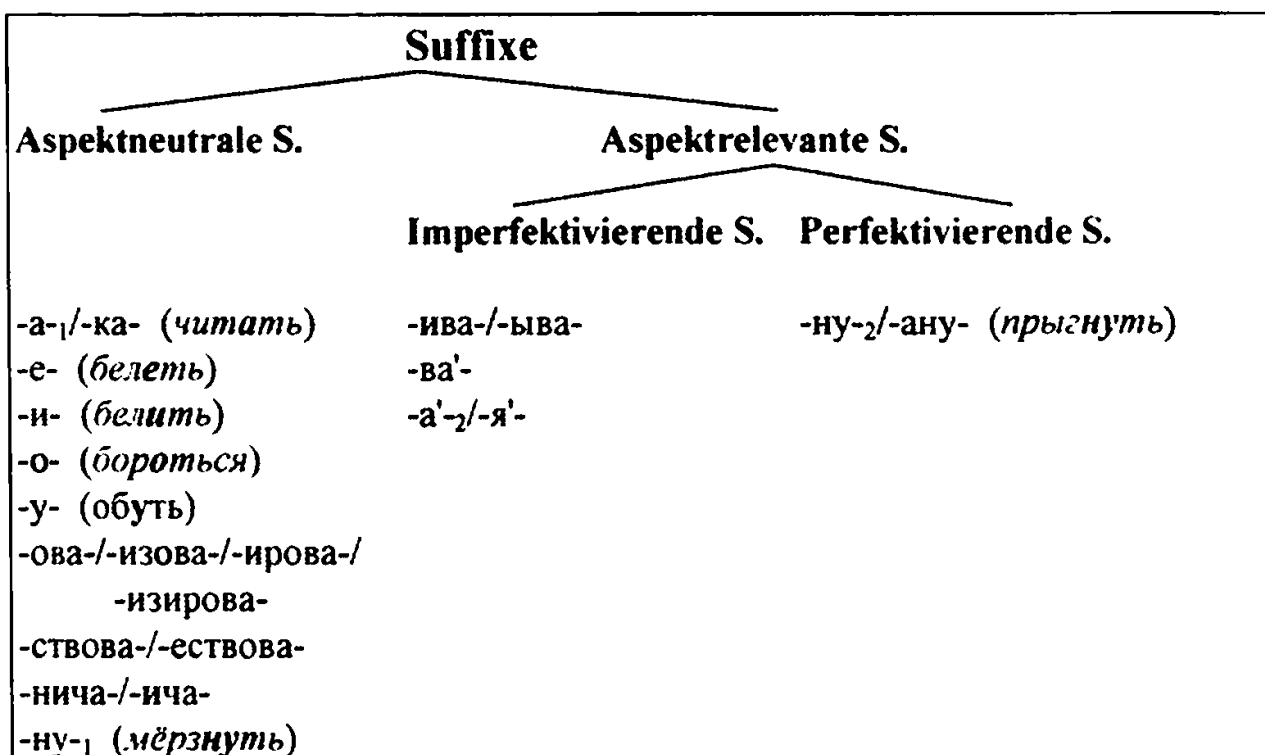 Suffixe
Aspektneutrale S. Aspektrelevante S.
Imperfektivierende S. Perfektivierende S.
-а-₁/-ка- (читать) -ива-/-ыва- -ну-₂/-ану- (прыгнуть)
-е- (белеть) -ва'-
-и- (белить) -а'-₂/-я'-
-о- (бороться)
-у- (обуть)
-ова-/-изова-/-ирова-/
-изирова-
-ствова-/-ествова-
-нича-/-ича-
-ну-₁ (мёрзнуть)